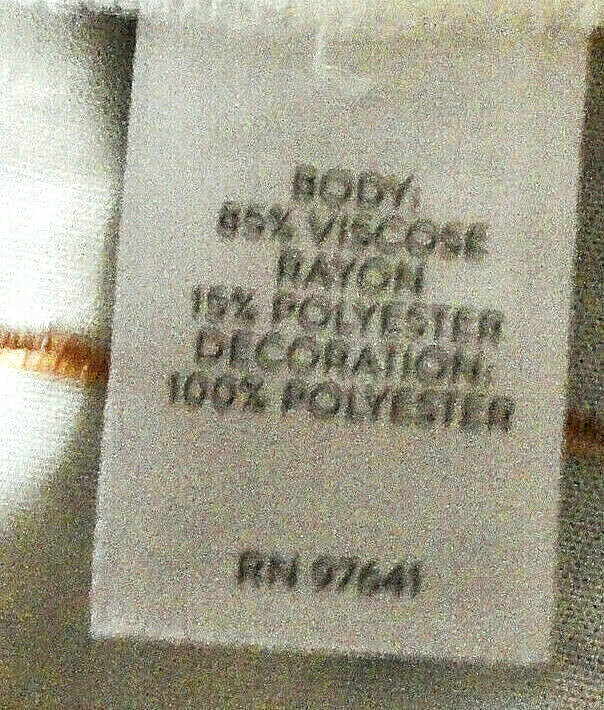 BODY:
85% VISCOSE
RAYON
15% POLYESTER
DECORATION:
100% POLYESTER
RN 97641